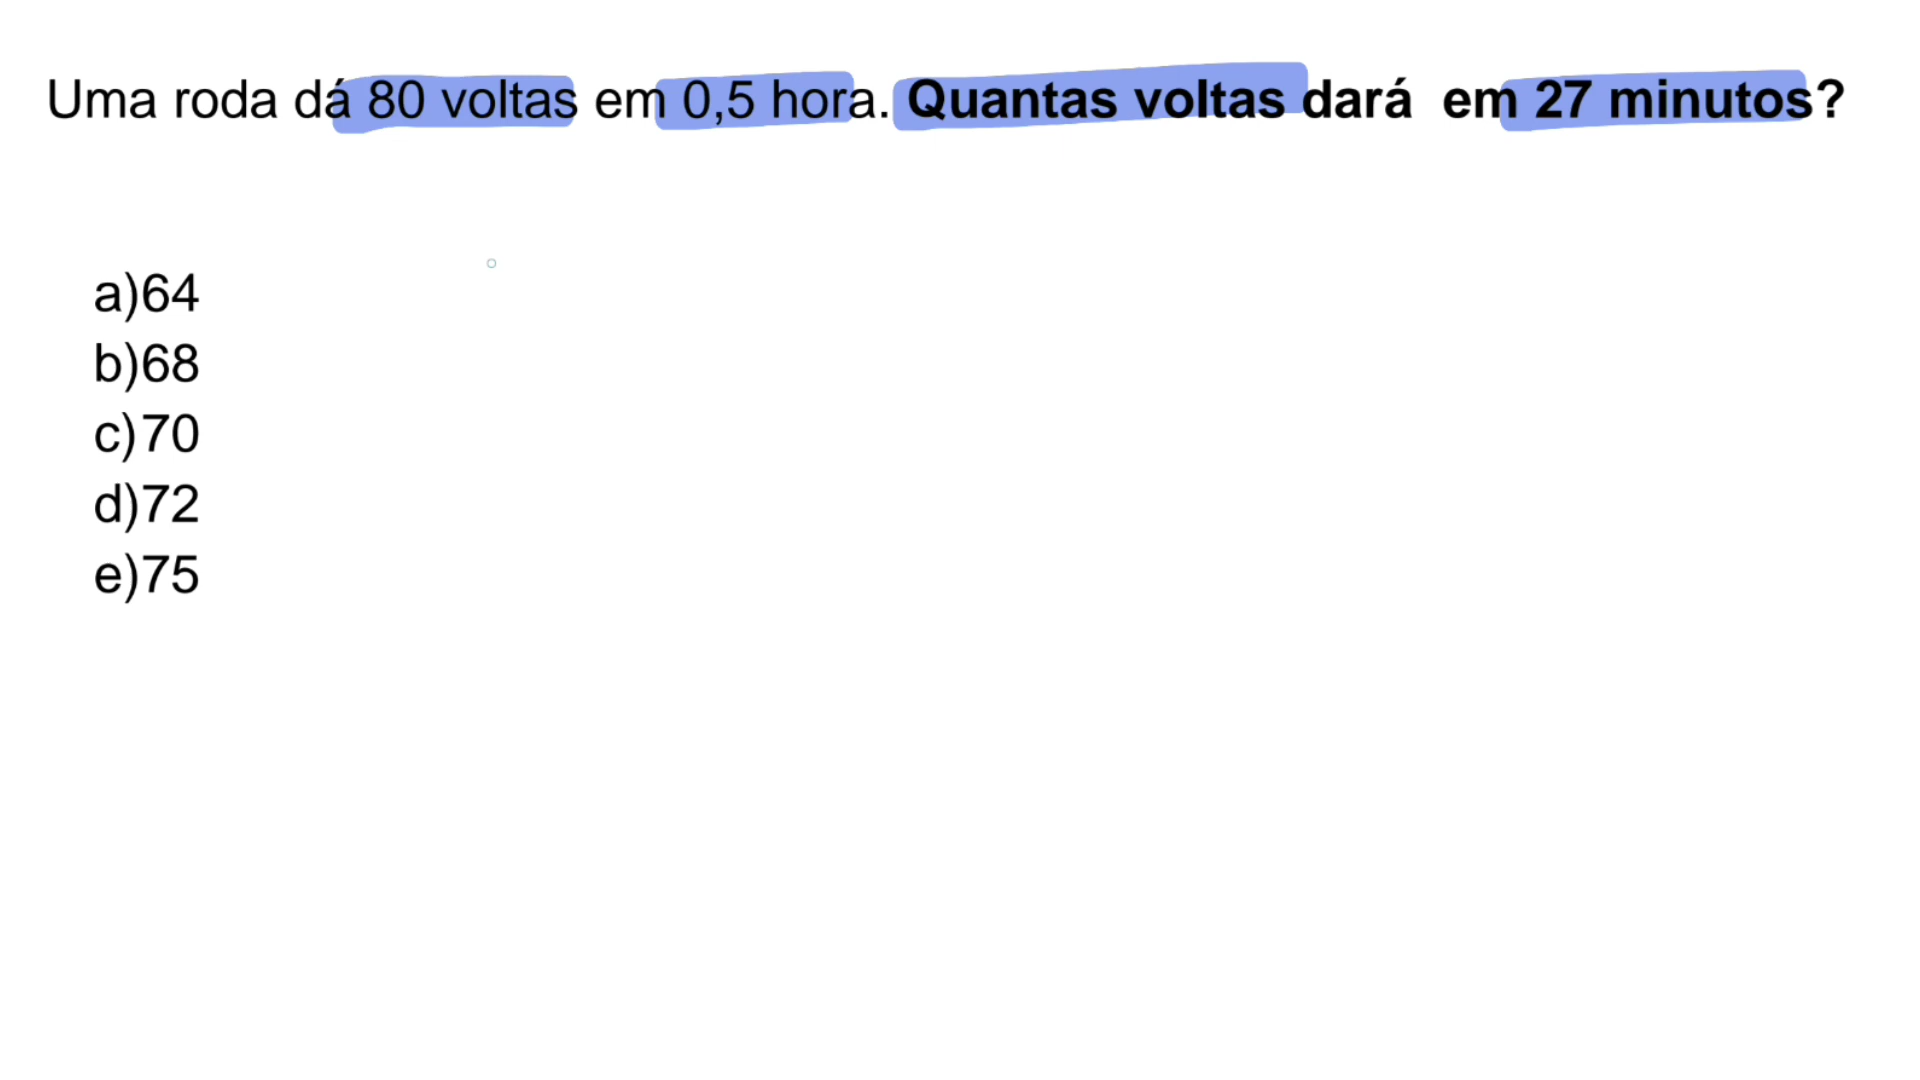 Uma roda dá 80 voltas em 0,5 hora. Quantas voltas dará  em 27 minutos?
a)64
b)68
c)70
d)72
e)75